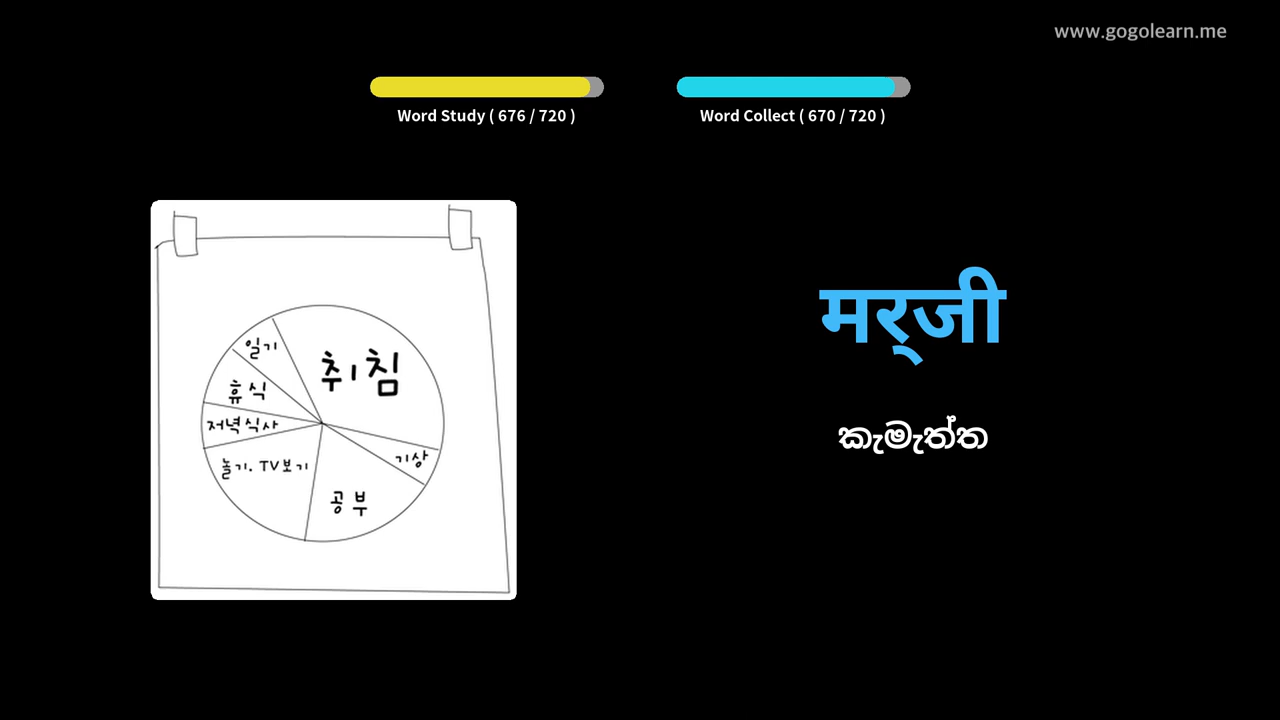 www.gogolearn.me
Word Study ( 676 / 720 )
Word Collect ( 670 / 720 )
일기
취침
휴식
저녁식사
놀기. TV보기
기상
공부
मर्‌जी
කැමැත්ත